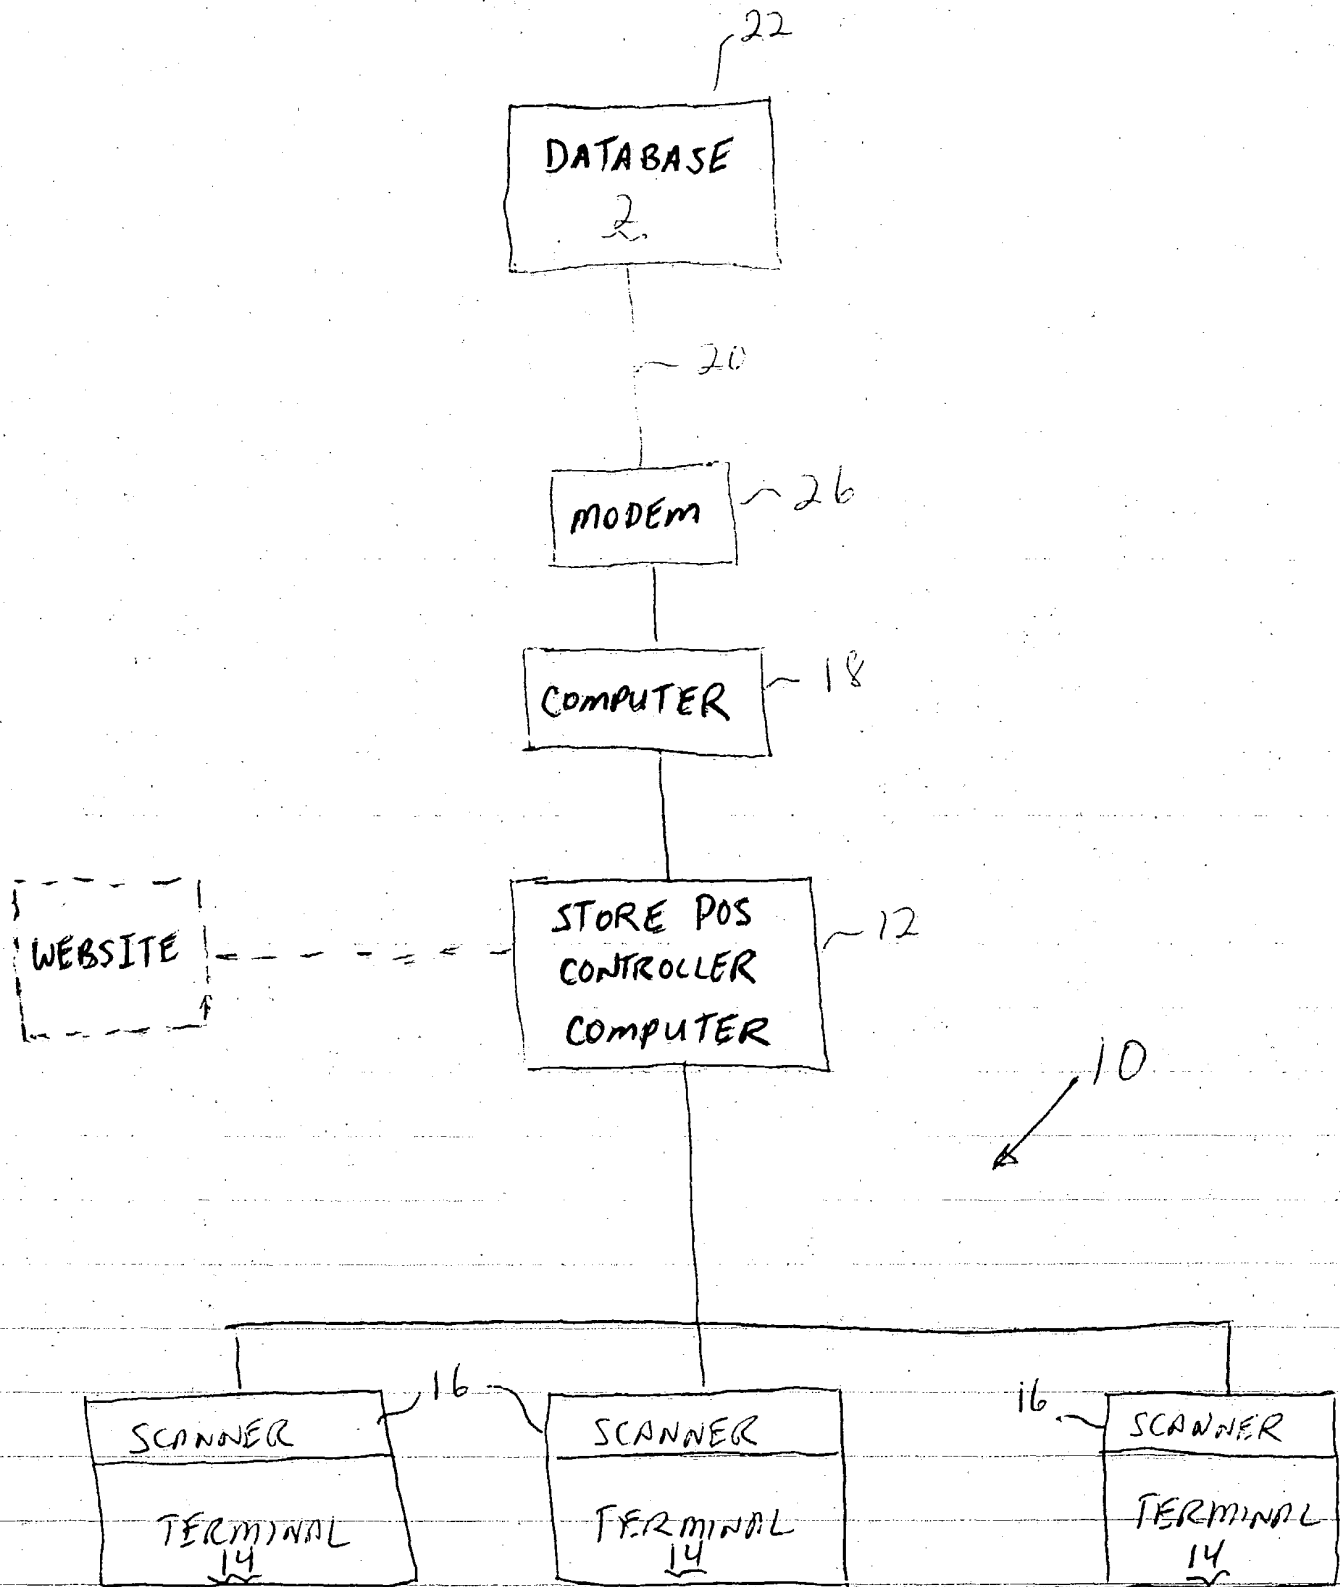 22
DATABASE
2
20
MODEM
26
COMPUTER
18
WEBSITE
STORE POS
CONTROLLER
COMPUTER
12
10
16
16
SCANNER
SCANNER
SCANNER
TERMINAL
TERMINAL
TERMINAL
14
14
14